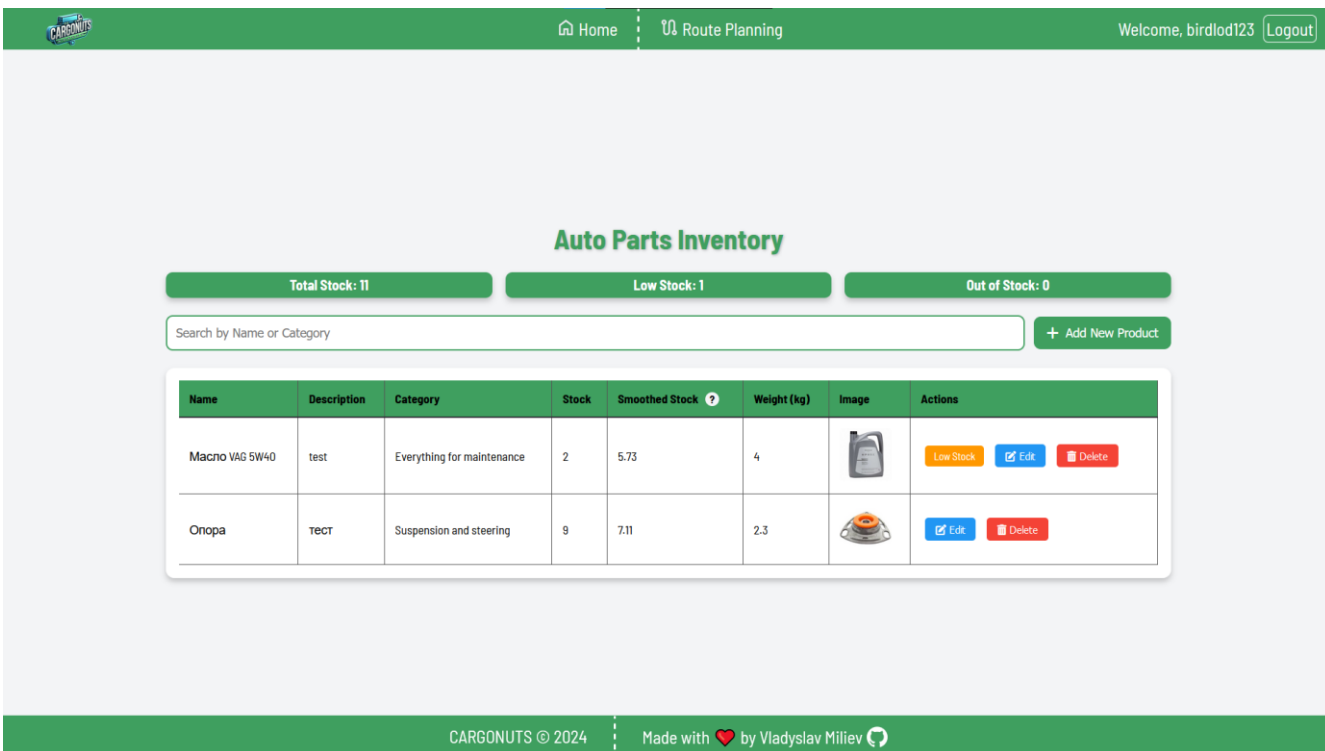 CARGONUTS
Home
Route Planning
Welcome, birdlod123
Logout
Auto Parts Inventory
Total Stock: 11
Low Stock: 1
Out of Stock: 0
Search by Name or Category
+ Add New Product
Name Description Category Stock Smoothed Stock ? Weight (kg) Image Actions
Масло VAG 5W40 test Everything for maintenance 2 5.73 4 Low Stock Edit Delete
Опора тест Suspension and steering 9 7.11 2.3 Edit Delete
CARGONUTS © 2024
Made with ❤ by Vladyslav Miliev